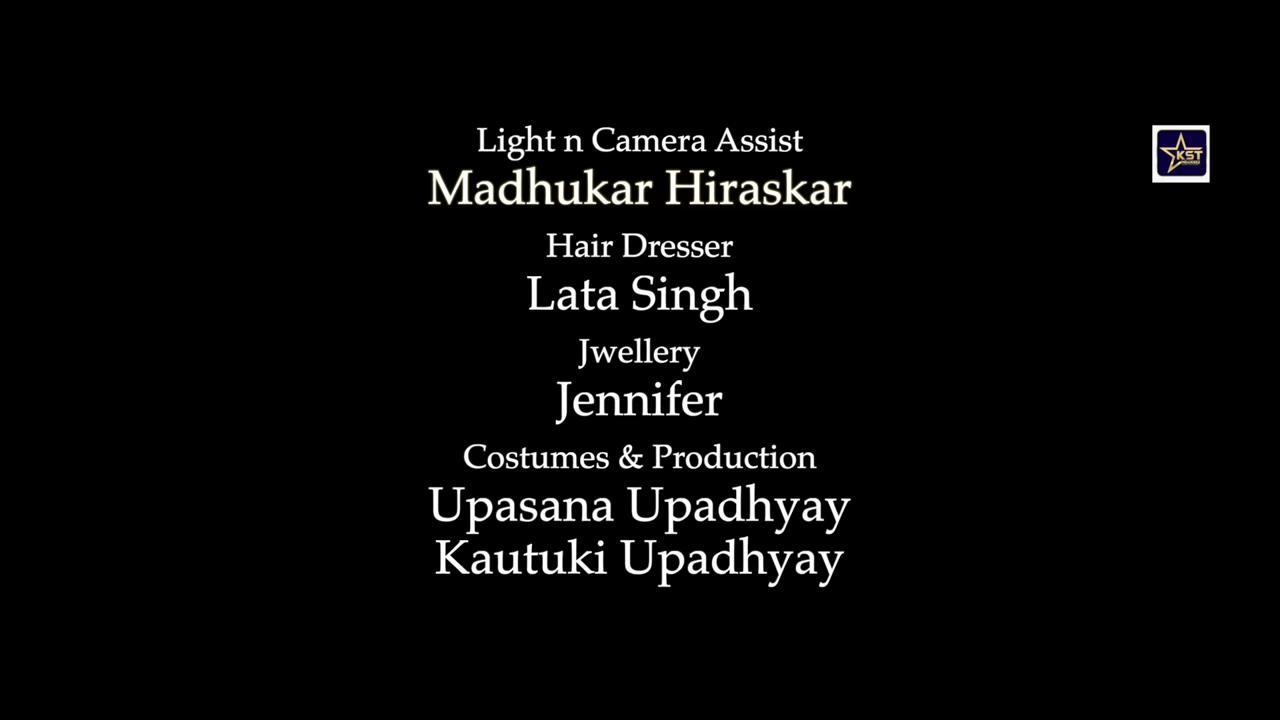 Light n Camera Assist
Madhukar Hiraskar
Hair Dresser
Lata Singh
Jwellery
Jennifer
Costumes & Production
Upasana Upadhyay
Kautuki Upadhyay
KST